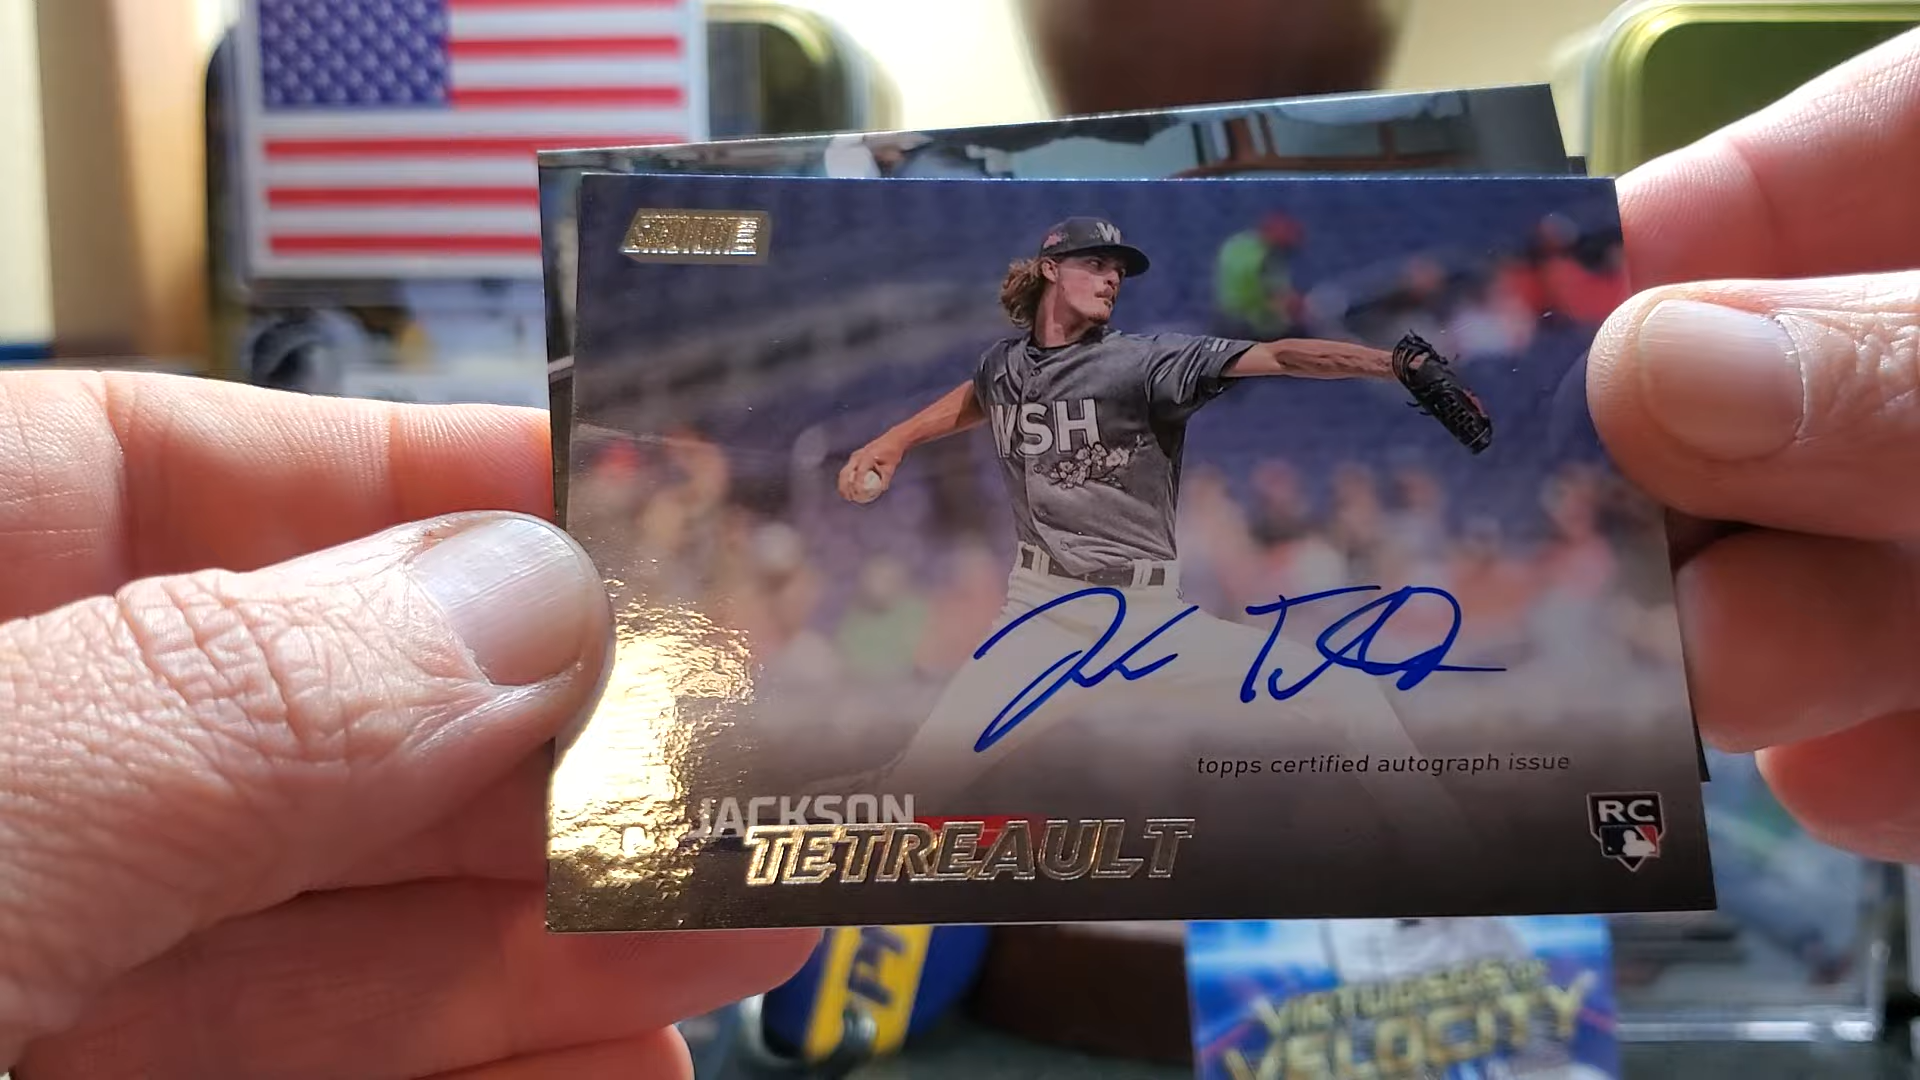 STADIUM CLUB
W
WSH
topps certified autograph issue
JACKSON
TETREAULT
RC
VIRTUOSOS OF
VELOCITY